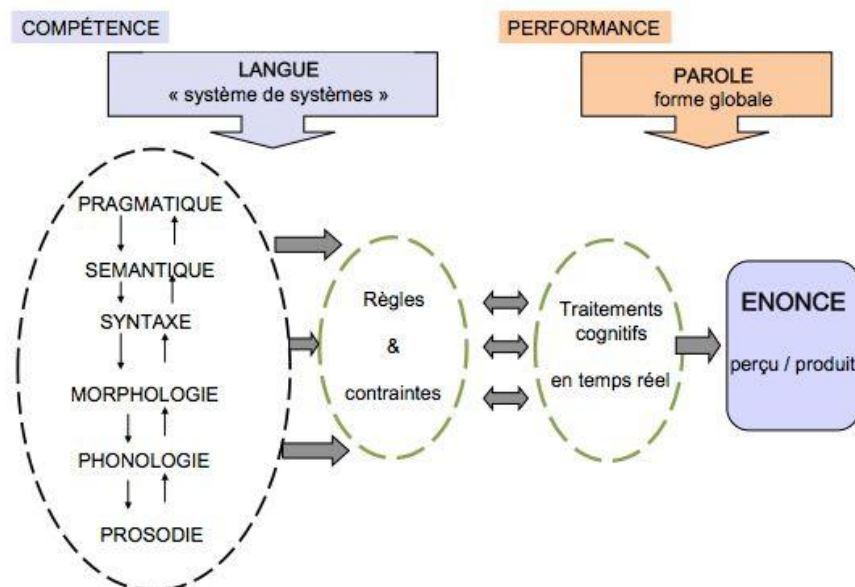 COMPÉTENCE
PERFORMANCE
LANGUE
« système de systèmes »
PAROLE
forme globale
PRAGMATIQUE
SEMANTIQUE
SYNTAXE
MORPHOLOGIE
PHONOLOGIE
PROSODIE
Règles
&
contraintes
Traitements
cognitifs
en temps réel
ENONCE
perçu / produit